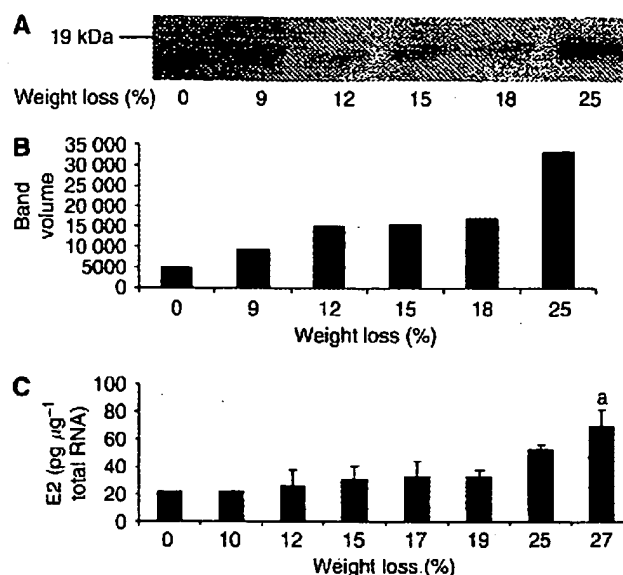 A
19 kDa
Weight loss (%) 0 9 12 15 18 25
B
Band volume
35 000
30 000
25 000
20 000
15 000
10 000
5000
0
0 9 12 15 18 25
Weight loss (%)
C
E2 (pg µg⁻¹ total RNA)
100
80
60
40
20
0
a
0 10 12 15 17 19 25 27
Weight loss (%)